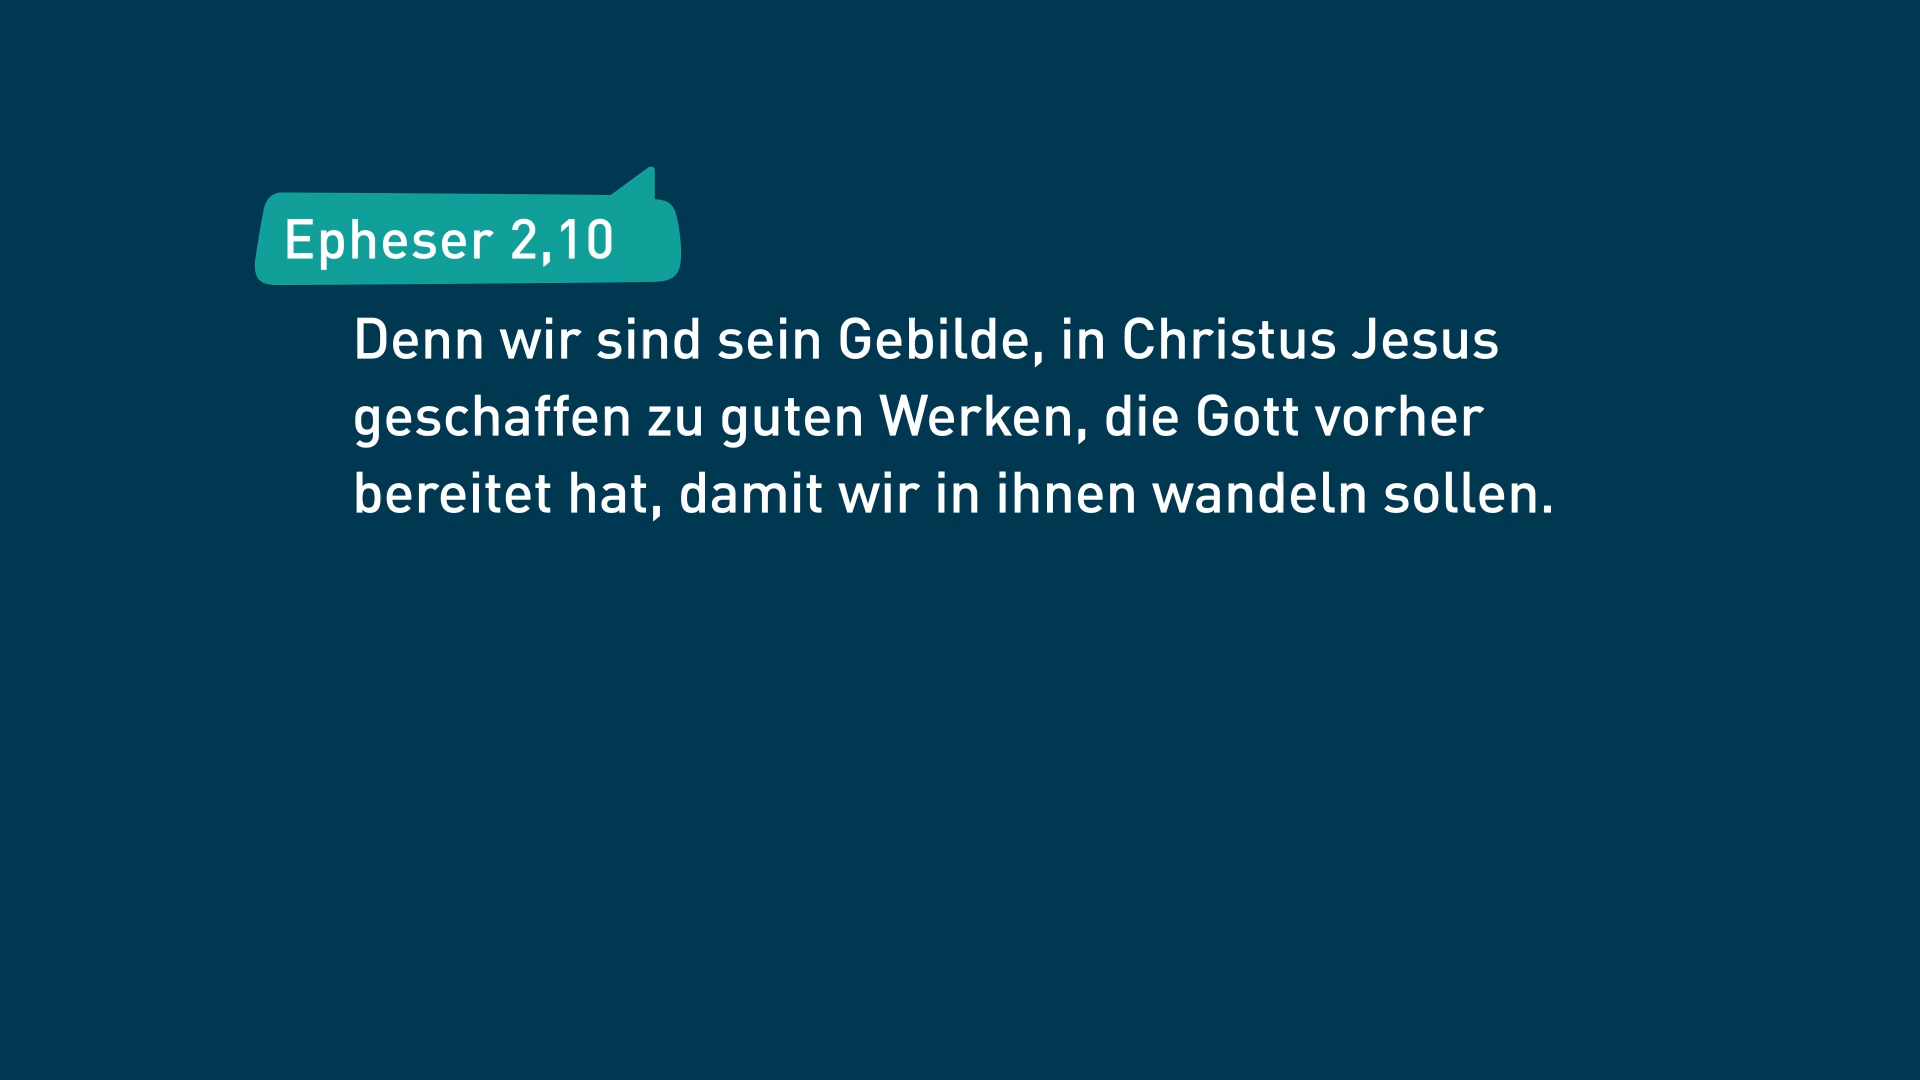 Epheser 2,10
Denn wir sind sein Gebilde, in Christus Jesus
geschaffen zu guten Werken, die Gott vorher
bereitet hat, damit wir in ihnen wandeln sollen.